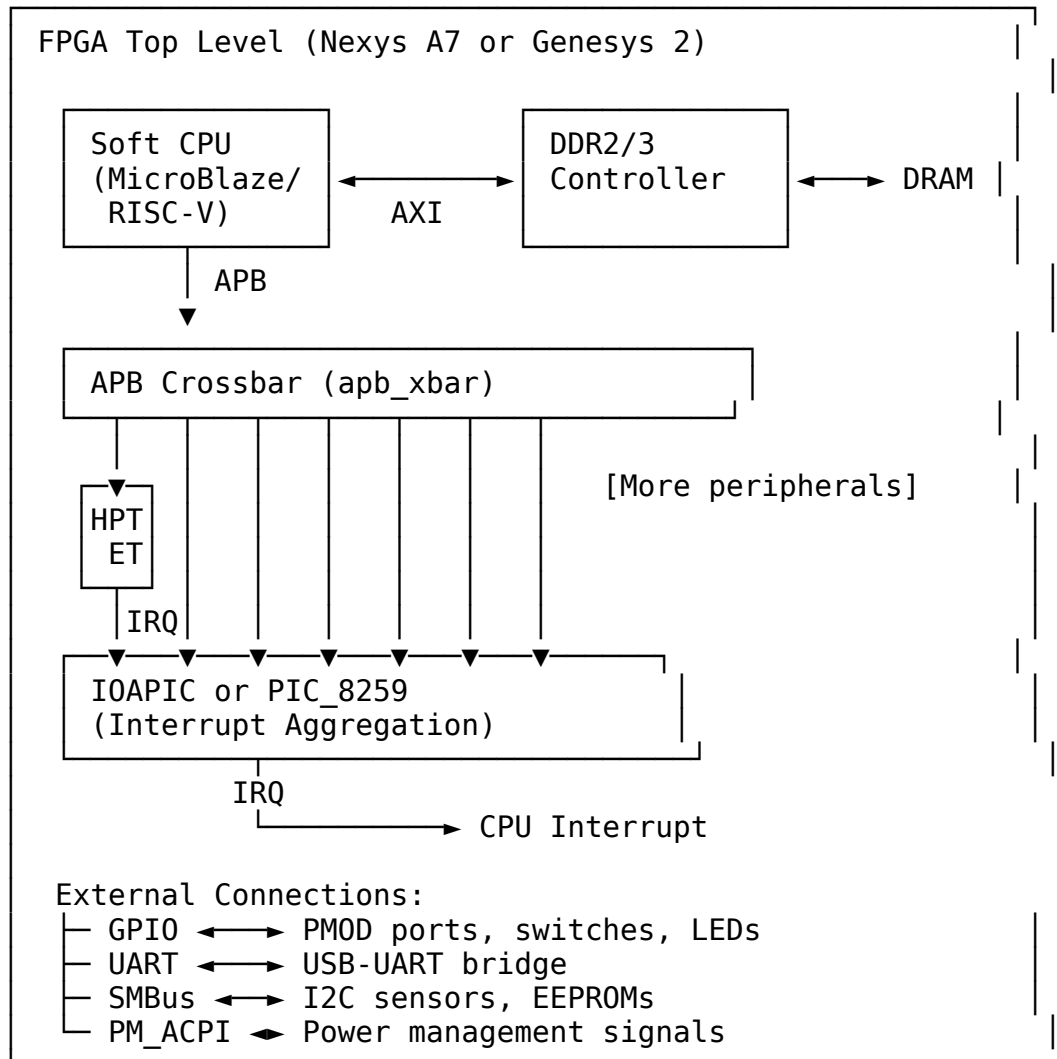 FPGA Top Level (Nexys A7 or Genesys 2)
Soft CPU
(MicroBlaze/
RISC-V)
AXI
DDR2/3
Controller
DRAM
APB
APB Crossbar (apb_xbar)
[More peripherals]
HPT
ET
IRQ
IOAPIC or PIC_8259
(Interrupt Aggregation)
IRQ
CPU Interrupt
External Connections:
GPIO ◄──► PMOD ports, switches, LEDs
UART ◄──► USB-UART bridge
SMBus ◄─► I2C sensors, EEPROMs
PM_ACPI ◄► Power management signals